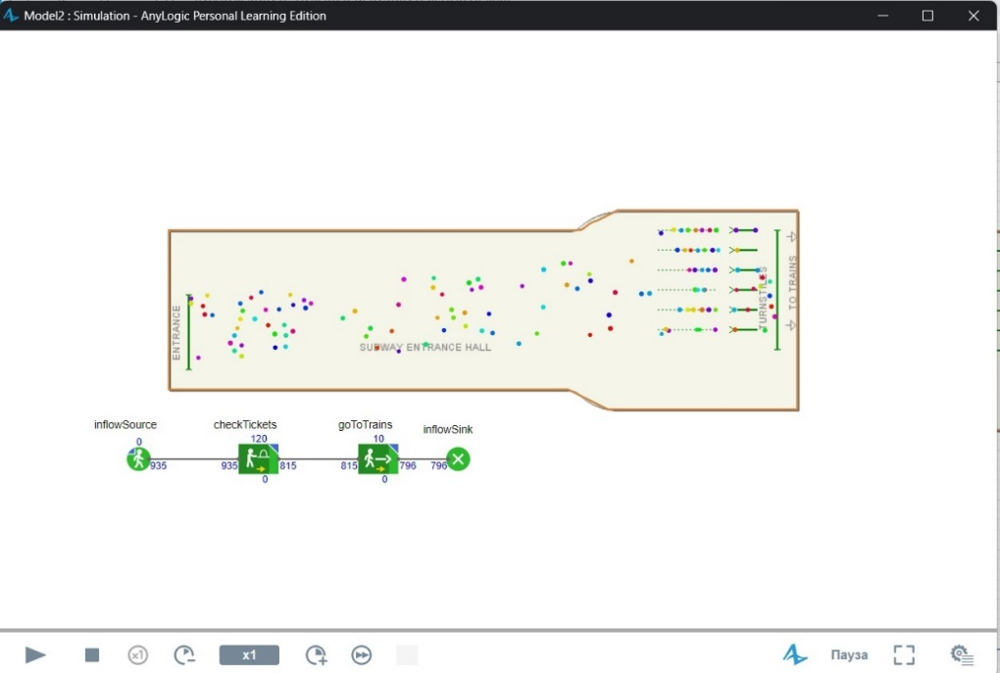 Model2 : Simulation - AnyLogic Personal Learning Edition
ENTRANCE
SUBWAY ENTRANCE HALL
TURNSTILES
TO TRAINS
inflowSource
checkTickets
goToTrains
inflowSink
0
120
10
935
935
815
815
796
796
0
0
x1
x1
Пауза